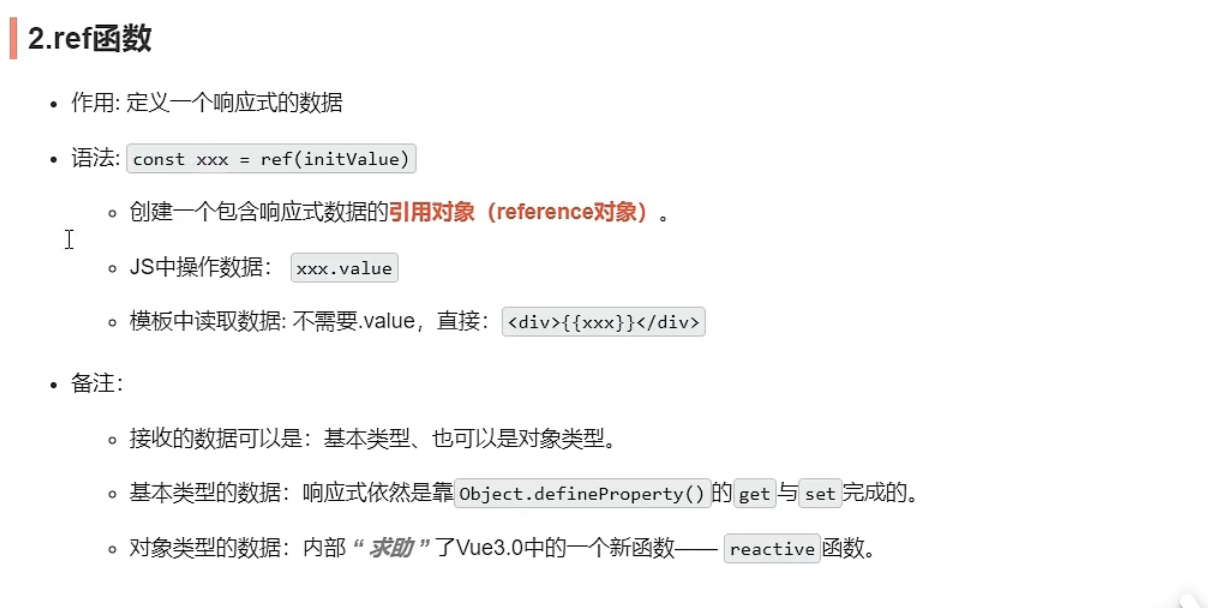 2.ref函数
作用: 定义一个响应式的数据
语法: const xxx = ref(initValue)
创建一个包含响应式数据的引用对象（reference对象）。
JS中操作数据： xxx.value
模板中读取数据: 不需要.value，直接：<div>{{xxx}}</div>
备注：
接收的数据可以是：基本类型、也可以是对象类型。
基本类型的数据：响应式依然是靠Object.defineProperty()的get与set完成的。
对象类型的数据：内部 “ 求助 ” 了Vue3.0中的一个新函数—— reactive函数。